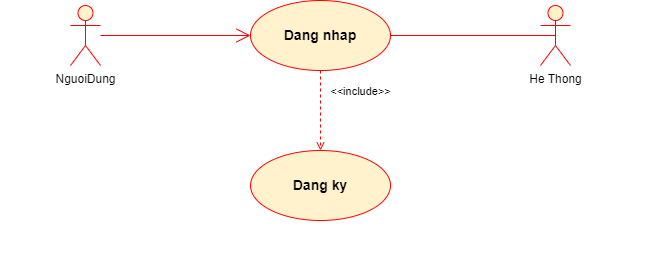 Dang nhap
NguoiDung
He Thong
<<include>>
Dang ky